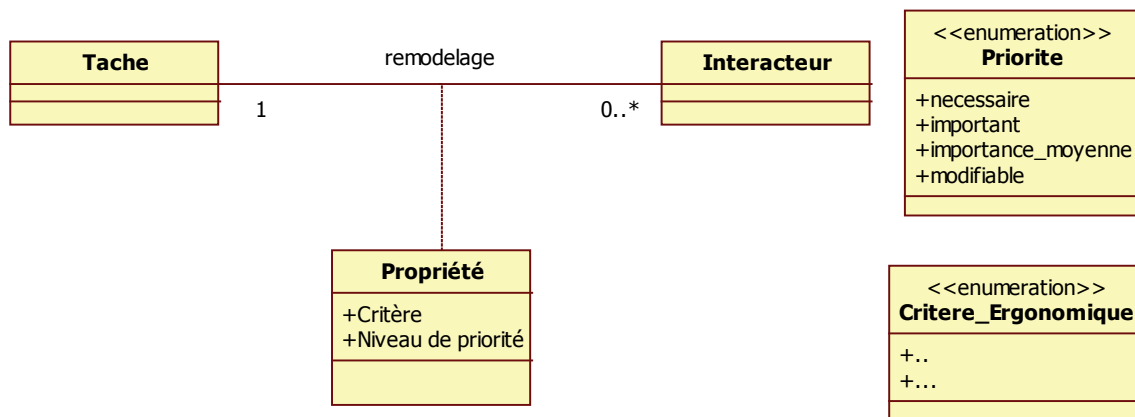 Tache
remodelage
Interacteur
1
0..*
Propriété
+Critère
+Niveau de priorité
<<enumeration>>
Priorite
+necessaire
+important
+importance_moyenne
+modifiable
<<enumeration>>
Critere_Ergonomique
+..
+...